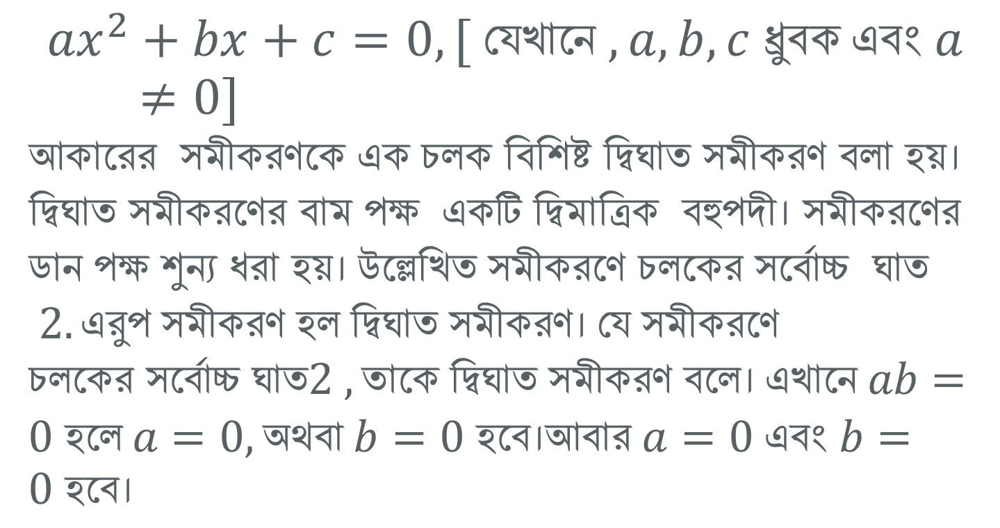 ax² + bx + c = 0, [ যেখানে , a, b, c ধ্রুবক এবং a
≠ 0]
আকারের সমীকরণকে এক চলক বিশিষ্ট দ্বিঘাত সমীকরণ বলা হয়।
দ্বিঘাত সমীকরণের বাম পক্ষ একটি দ্বিমাত্রিক বহুপদী। সমীকরণের
ডান পক্ষ শুন্য ধরা হয়। উল্লেখিত সমীকরণে চলকের সর্বোচ্চ ঘাত
2. এরুপ সমীকরণ হল দ্বিঘাত সমীকরণ। যে সমীকরণে
চলকের সর্বোচ্চ ঘাত2 , তাকে দ্বিঘাত সমীকরণ বলে। এখানে ab =
0 হলে a = 0, অথবা b = 0 হবে।আবার a = 0 এবং b =
0 হবে।